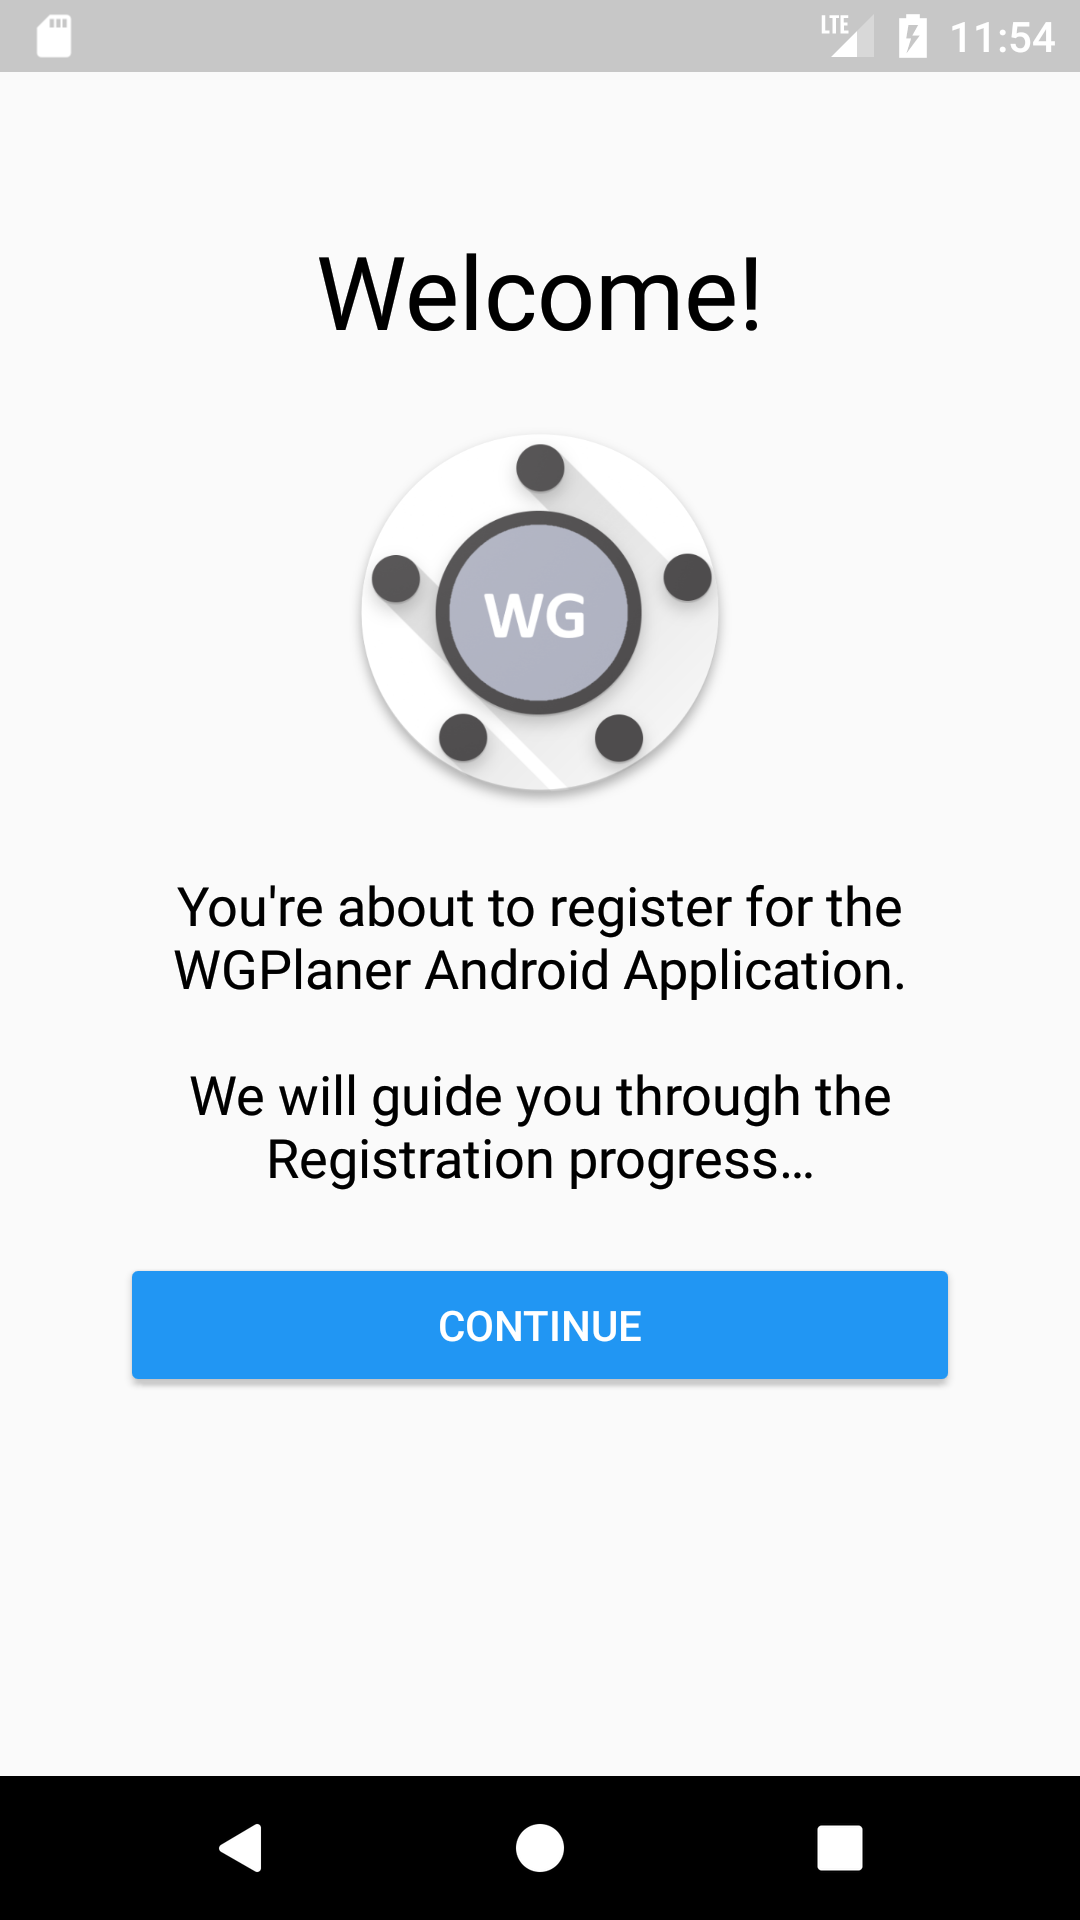 LTE 11:54
Welcome!
WG
You're about to register for the
WGPlaner Android Application.
We will guide you through the
Registration progress...
CONTINUE